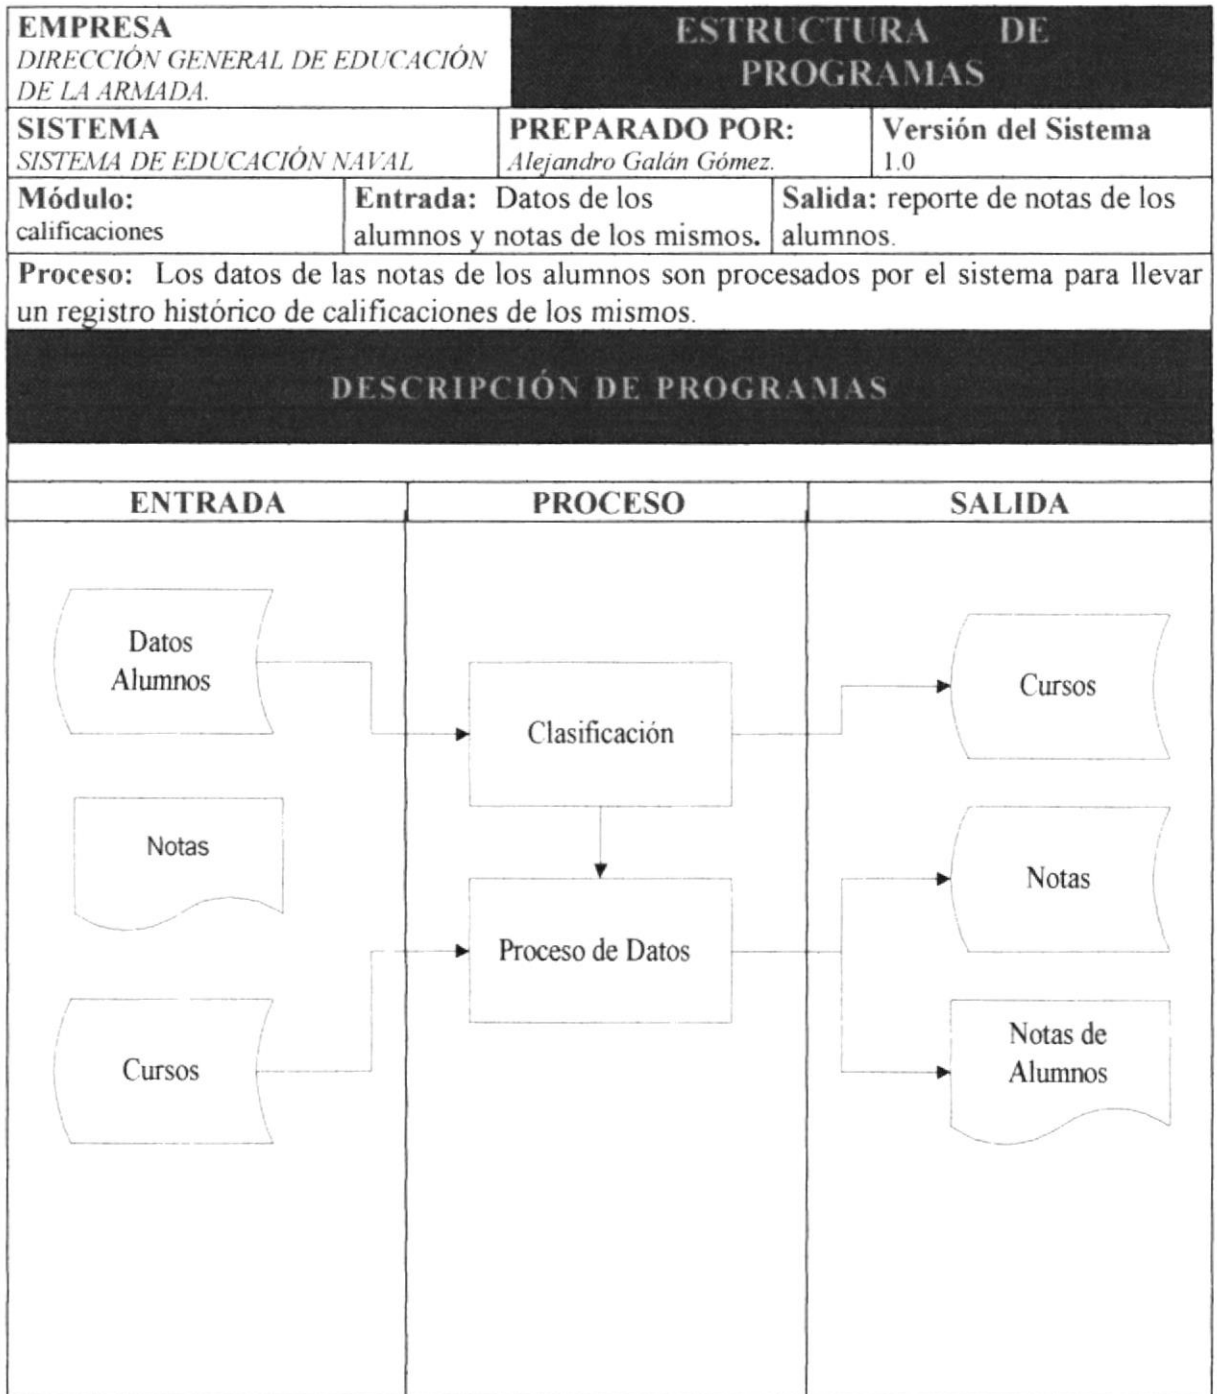 EMPRESA
DIRECCIÓN GENERAL DE EDUCACIÓN
DE LA ARMADA.
ESTRUCTURA DE
PROGRAMAS
SISTEMA
SISTEMA DE EDUCACIÓN NAVAL
PREPARADO POR:
Alejandro Galán Gómez.
Versión del Sistema
1.0
Módulo:
calificaciones
Entrada: Datos de los
alumnos y notas de los mismos.
Salida: reporte de notas de los
alumnos.
Proceso: Los datos de las notas de los alumnos son procesados por el sistema para llevar
un registro histórico de calificaciones de los mismos.
DESCRIPCIÓN DE PROGRAMAS
ENTRADA
PROCESO
SALIDA
Datos
Alumnos
Clasificación
Cursos
Notas
Notas
Proceso de Datos
Cursos
Notas de
Alumnos